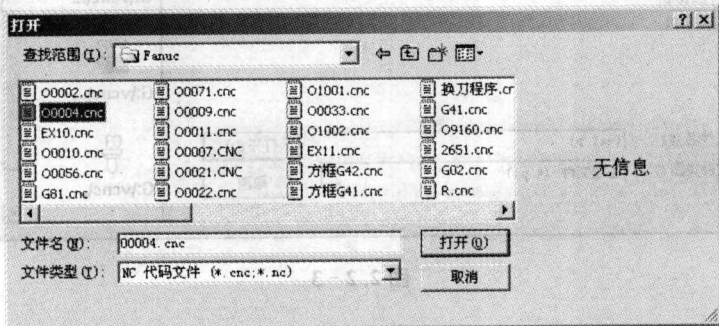 打开
查找范围(I): Fanuc
O0002.cnc O0071.cnc O1001.cnc 换刀程序.cr
O0004.cnc O0009.cnc O0033.cnc G41.cnc
EX10.cnc O0011.cnc O1002.cnc O9160.cnc
O0010.cnc O0007.CNC EX11.cnc 2651.cnc
O0056.cnc O0021.CNC 方框G42.cnc G02.cnc
G81.cnc O0022.cnc 方框G41.cnc R.cnc
无信息
文件名(N): O0004.cnc 打开(O)
文件类型(T): NC 代码文件 (*.cnc;*.nc) 取消
2-3